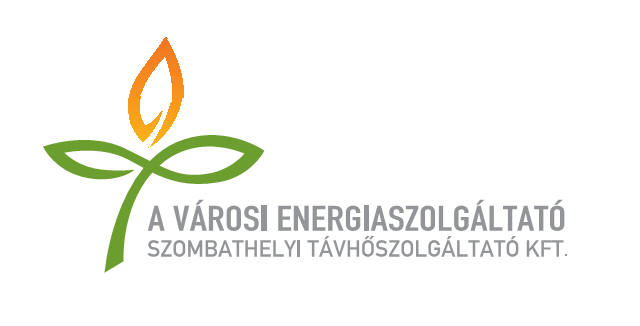 A VÁROSI ENERGIASZOLGÁLTATÓ
SZOMBATHELYI TÁVHŐSZOLGÁLTATÓ KFT.